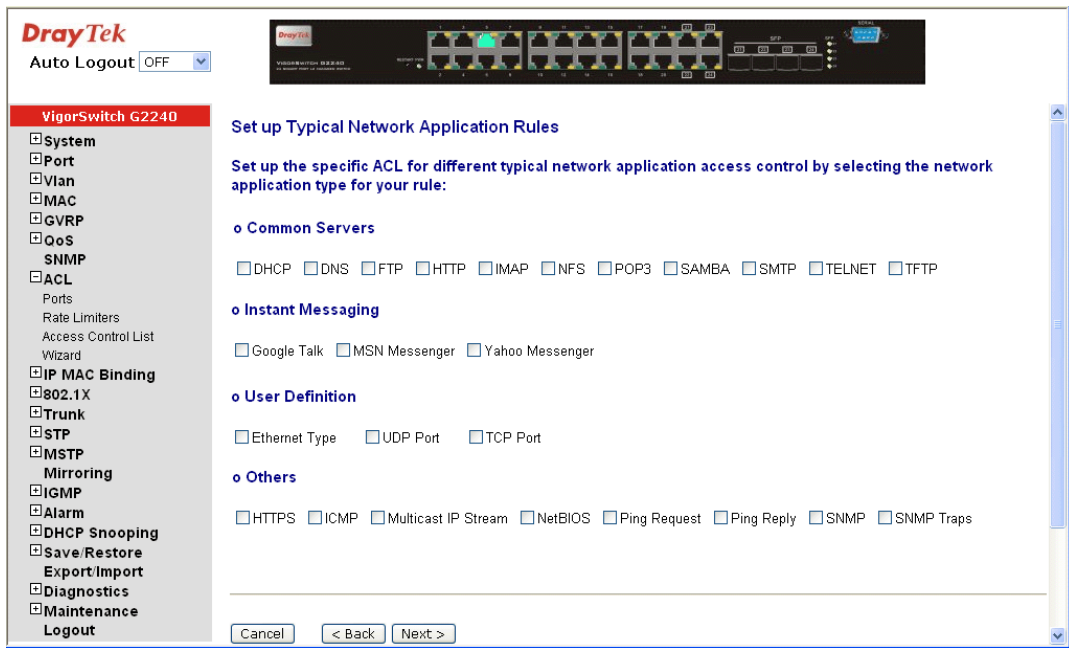 DrayTek
Auto Logout OFF
DrayTek
VIGORSWITCH G2240
SERIAL
SFP
VigorSwitch G2240
System
Port
Vlan
MAC
GVRP
QoS
SNMP
ACL
Ports
Rate Limiters
Access Control List
Wizard
IP MAC Binding
802.1X
Trunk
STP
MSTP
Mirroring
IGMP
Alarm
DHCP Snooping
Save/Restore
Export/Import
Diagnostics
Maintenance
Logout
Set up Typical Network Application Rules
Set up the specific ACL for different typical network application access control by selecting the network
application type for your rule:
o Common Servers
DHCP DNS FTP HTTP IMAP NFS POP3 SAMBA SMTP TELNET TFTP
o Instant Messaging
Google Talk MSN Messenger Yahoo Messenger
o User Definition
Ethernet Type UDP Port TCP Port
o Others
HTTPS ICMP Multicast IP Stream NetBIOS Ping Request Ping Reply SNMP SNMP Traps
Cancel < Back Next >